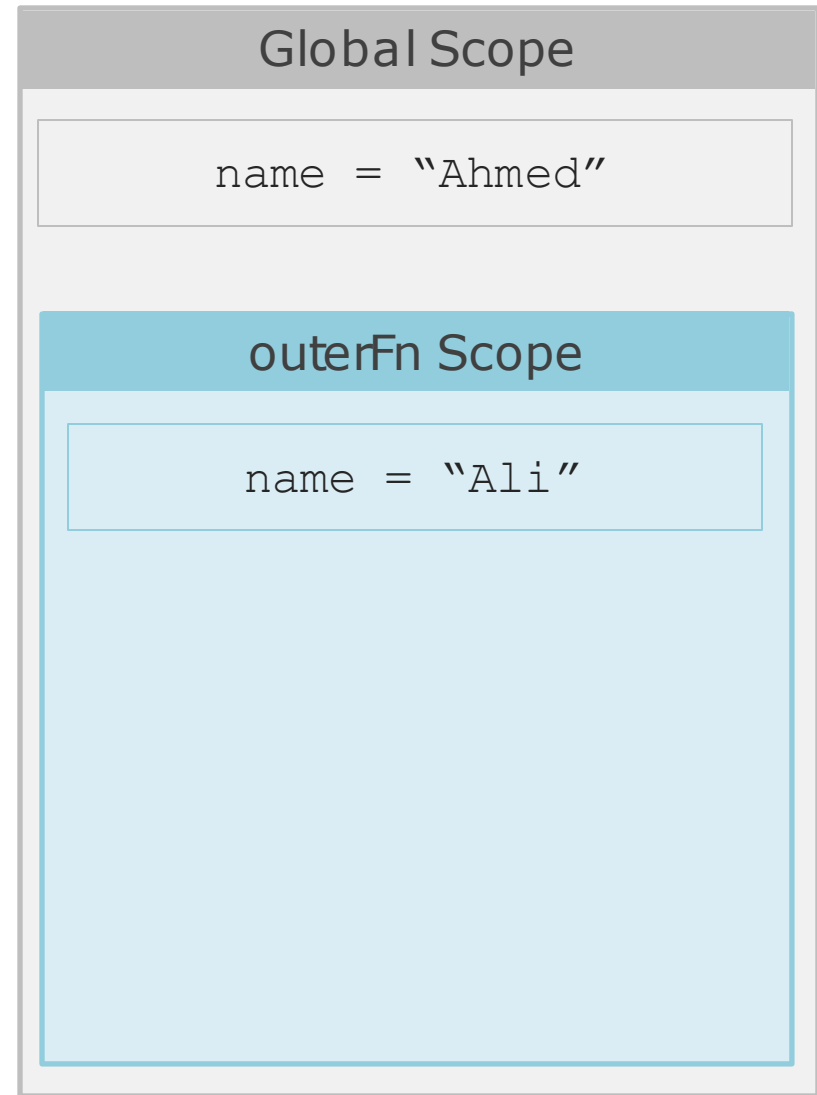 Global Scope
name = “Ahmed”
outerFn Scope
name = “Ali”